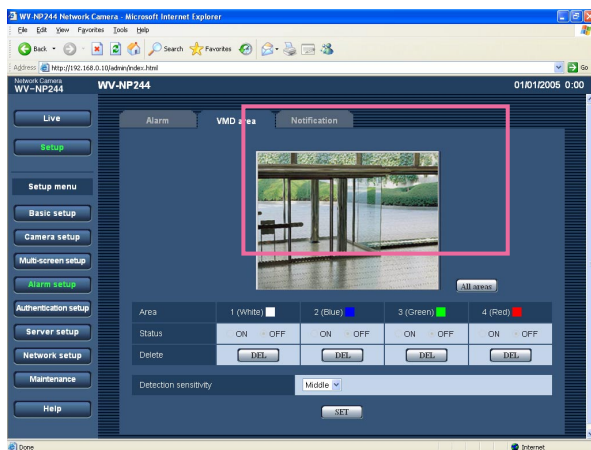 WV-NP244 Network Camera - Microsoft Internet Explorer
File Edit View Favorites Tools Help
Back Search Favorites
Address http://192.168.0.10/admin/index.html Go
Network Camera
WV-NP244
WV-NP244 01/01/2005 0:00
Live
Setup
Setup menu
Basic setup
Camera setup
Multi-screen setup
Alarm setup
Authentication setup
Server setup
Network setup
Maintenance
Help
Alarm VMD area Notification
All areas
Area 1 (White) 2 (Blue) 3 (Green) 4 (Red)
Status ON OFF ON OFF ON OFF ON OFF
Delete DEL DEL DEL DEL
Detection sensitivity Middle
SET
Done Internet